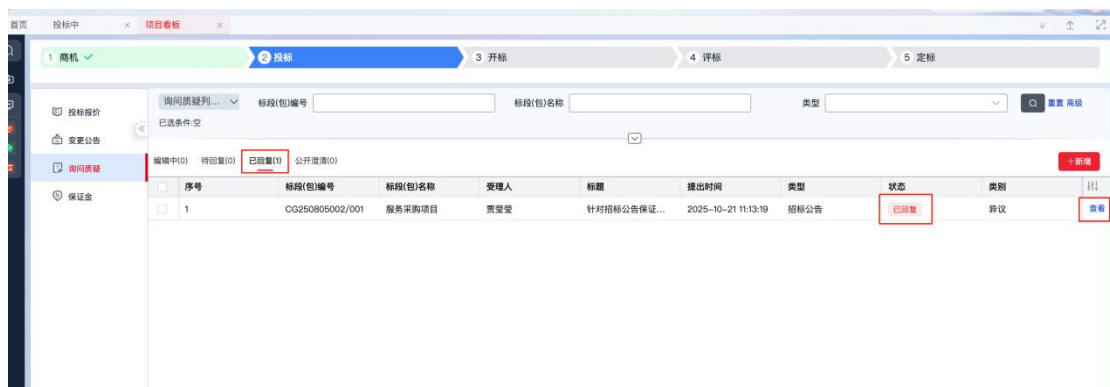 首页 投标中 × 项目看板 ×
1 商机 2 投标 3 开标 4 评标 5 定标
投标报价
变更公告
询问质疑
保证金
询问质疑列... 标段(包)编号 标段(包)名称 类型 重置 高级
已选条件:空
编辑中(0) 待回复(0) 已回复(1) 公开澄清(0) +新增
序号 标段(包)编号 标段(包)名称 受理人 标题 提出时间 类型 状态 类别
1 CG250805002/001 服务采购项目 贾莹莹 针对招标公告保证... 2025-10-21 11:13:19 招标公告 已回复 异议 查看